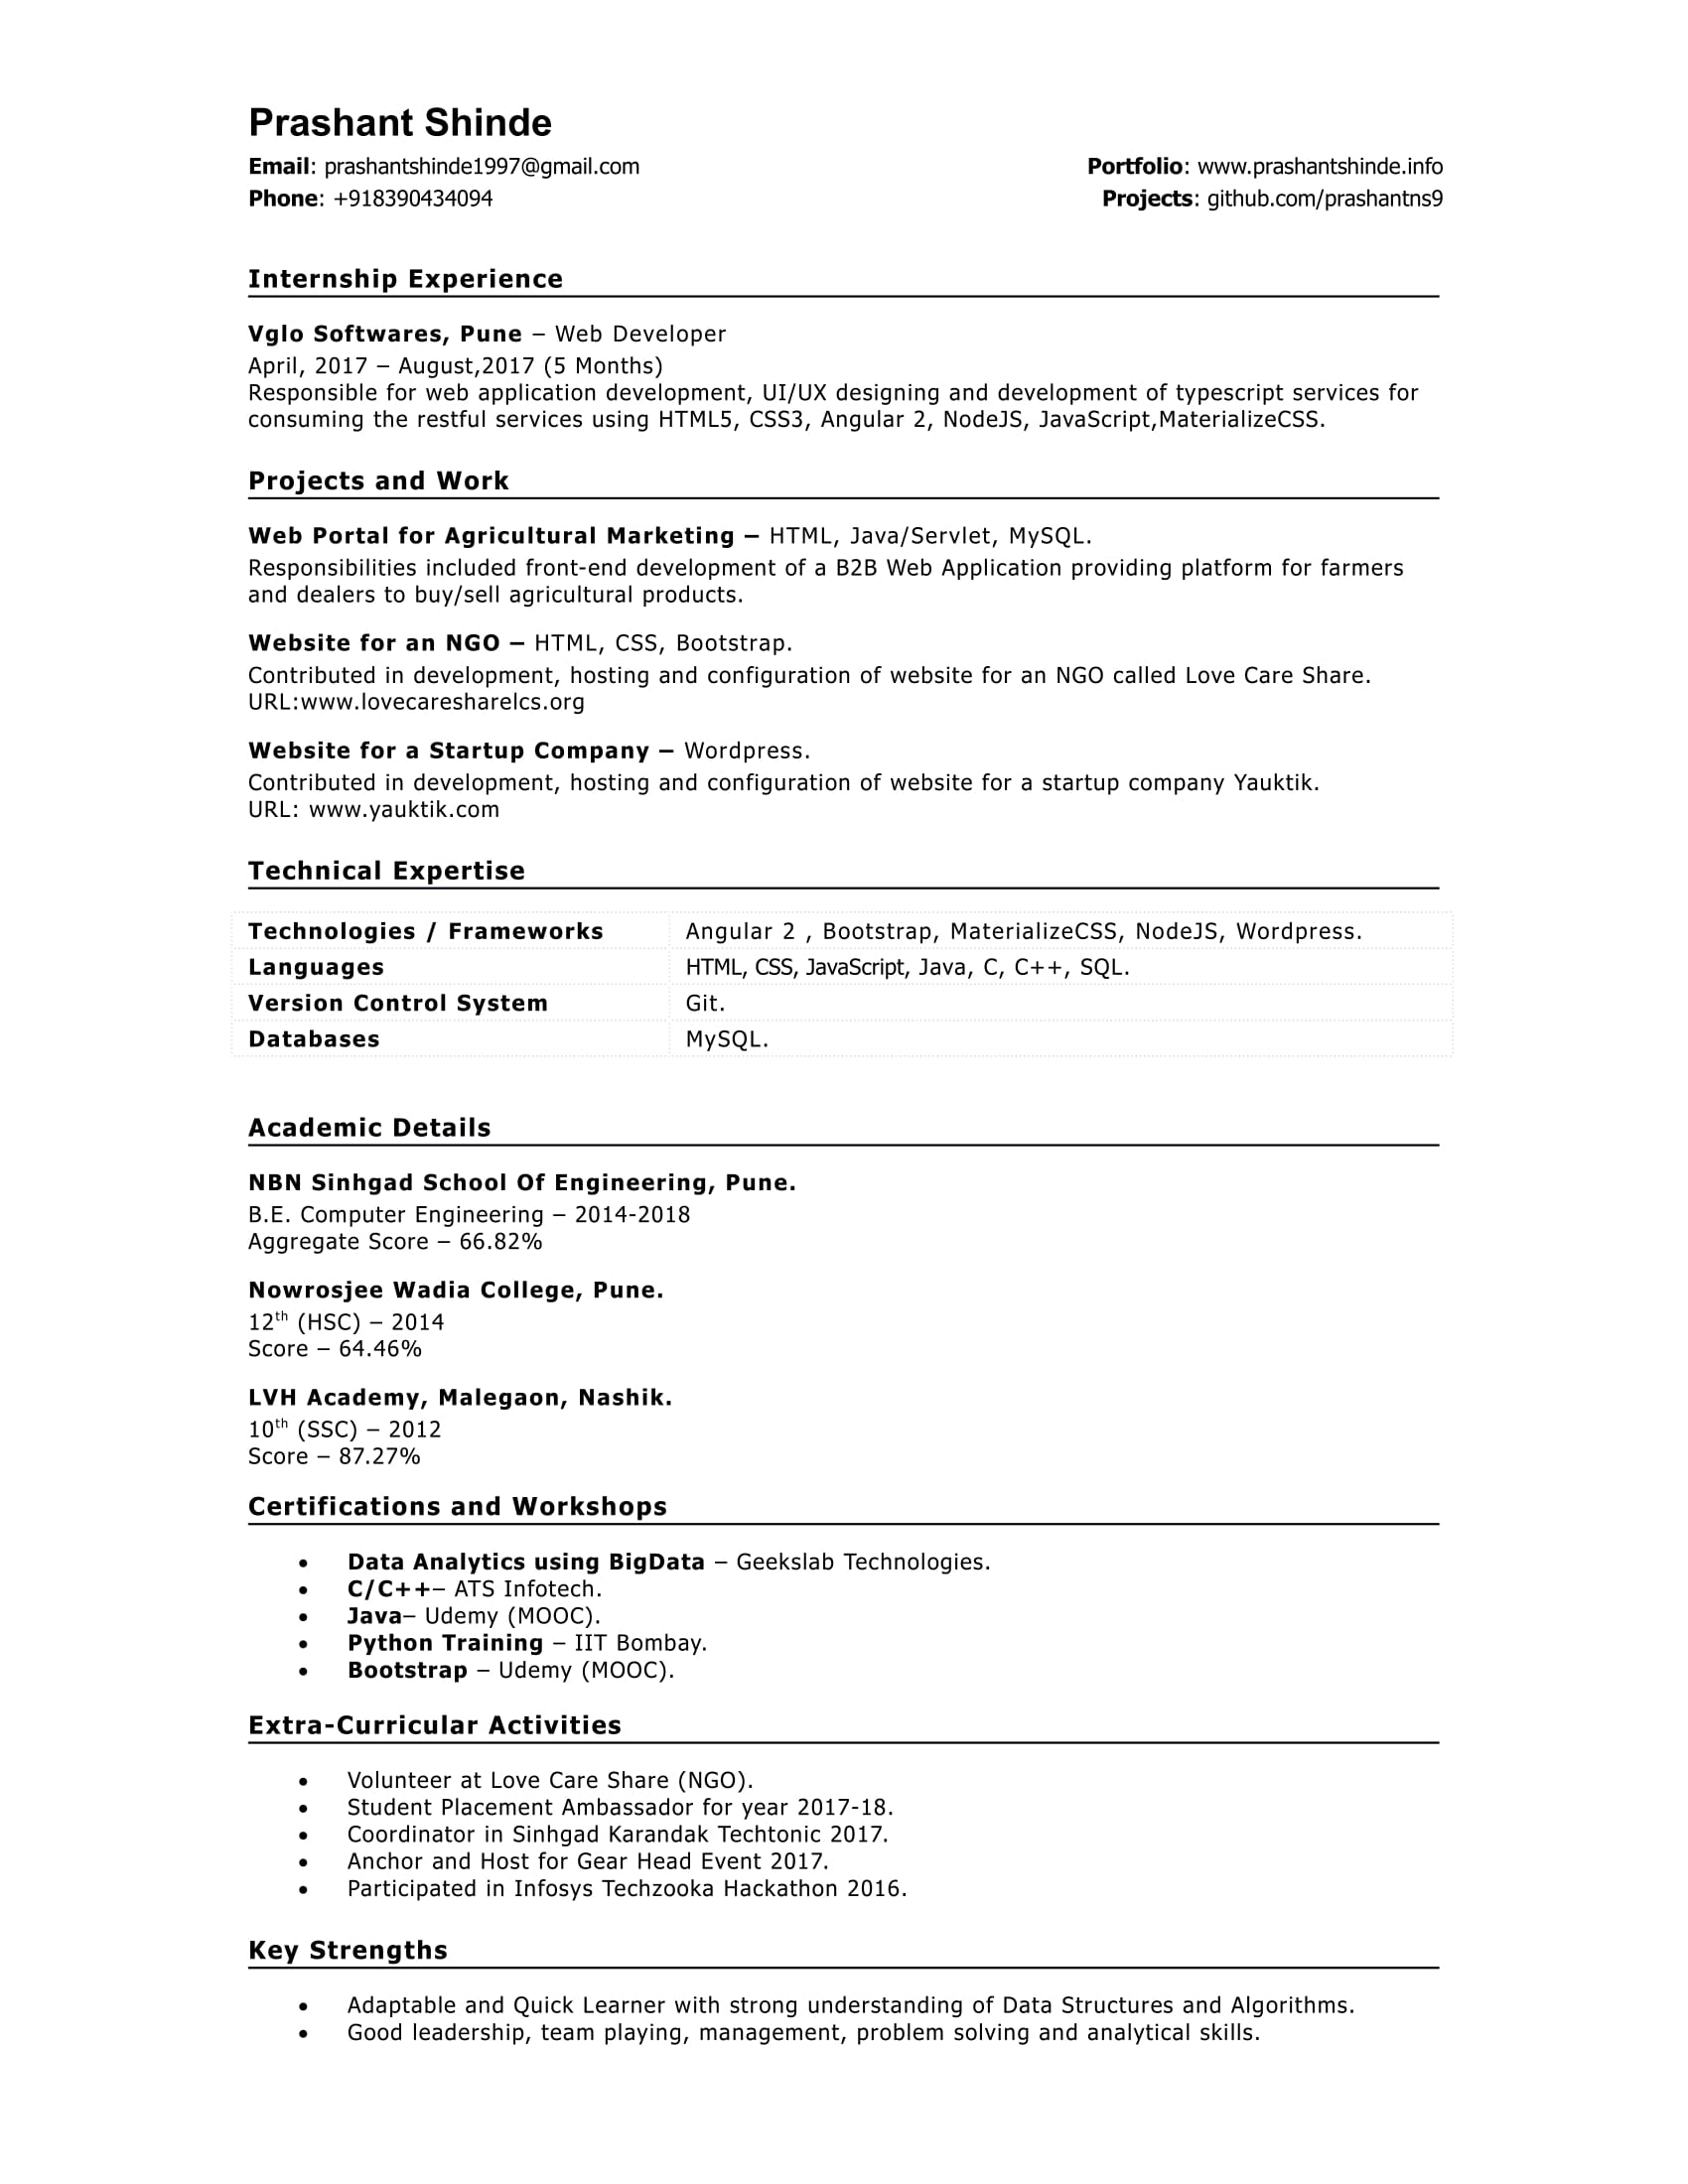 Prashant Shinde
Email: prashantshinde1997@gmail.com
Portfolio: www.prashantshinde.info
Phone: +918390434094
Projects: github.com/prashantns9
Internship Experience
Vglo Softwares, Pune – Web Developer
April, 2017 – August,2017 (5 Months)
Responsible for web application development, UI/UX designing and development of typescript services for
consuming the restful services using HTML5, CSS3, Angular 2, NodeJS, JavaScript,MaterializeCSS.
Projects and Work
Web Portal for Agricultural Marketing – HTML, Java/Servlet, MySQL.
Responsibilities included front-end development of a B2B Web Application providing platform for farmers
and dealers to buy/sell agricultural products.
Website for an NGO – HTML, CSS, Bootstrap.
Contributed in development, hosting and configuration of website for an NGO called Love Care Share.
URL:www.lovecaresharelcs.org
Website for a Startup Company – Wordpress.
Contributed in development, hosting and configuration of website for a startup company Yauktik.
URL: www.yauktik.com
Technical Expertise
Technologies / Frameworks Angular 2 , Bootstrap, MaterializeCSS, NodeJS, Wordpress.
Languages HTML, CSS, JavaScript, Java, C, C++, SQL.
Version Control System Git.
Databases MySQL.
Academic Details
NBN Sinhgad School Of Engineering, Pune.
B.E. Computer Engineering – 2014-2018
Aggregate Score – 66.82%
Nowrosjee Wadia College, Pune.
12th (HSC) – 2014
Score – 64.46%
LVH Academy, Malegaon, Nashik.
10th (SSC) – 2012
Score – 87.27%
Certifications and Workshops
• Data Analytics using BigData – Geekslab Technologies.
• C/C++– ATS Infotech.
• Java– Udemy (MOOC).
• Python Training – IIT Bombay.
• Bootstrap – Udemy (MOOC).
Extra-Curricular Activities
• Volunteer at Love Care Share (NGO).
• Student Placement Ambassador for year 2017-18.
• Coordinator in Sinhgad Karandak Techtonic 2017.
• Anchor and Host for Gear Head Event 2017.
• Participated in Infosys Techzooka Hackathon 2016.
Key Strengths
• Adaptable and Quick Learner with strong understanding of Data Structures and Algorithms.
• Good leadership, team playing, management, problem solving and analytical skills.